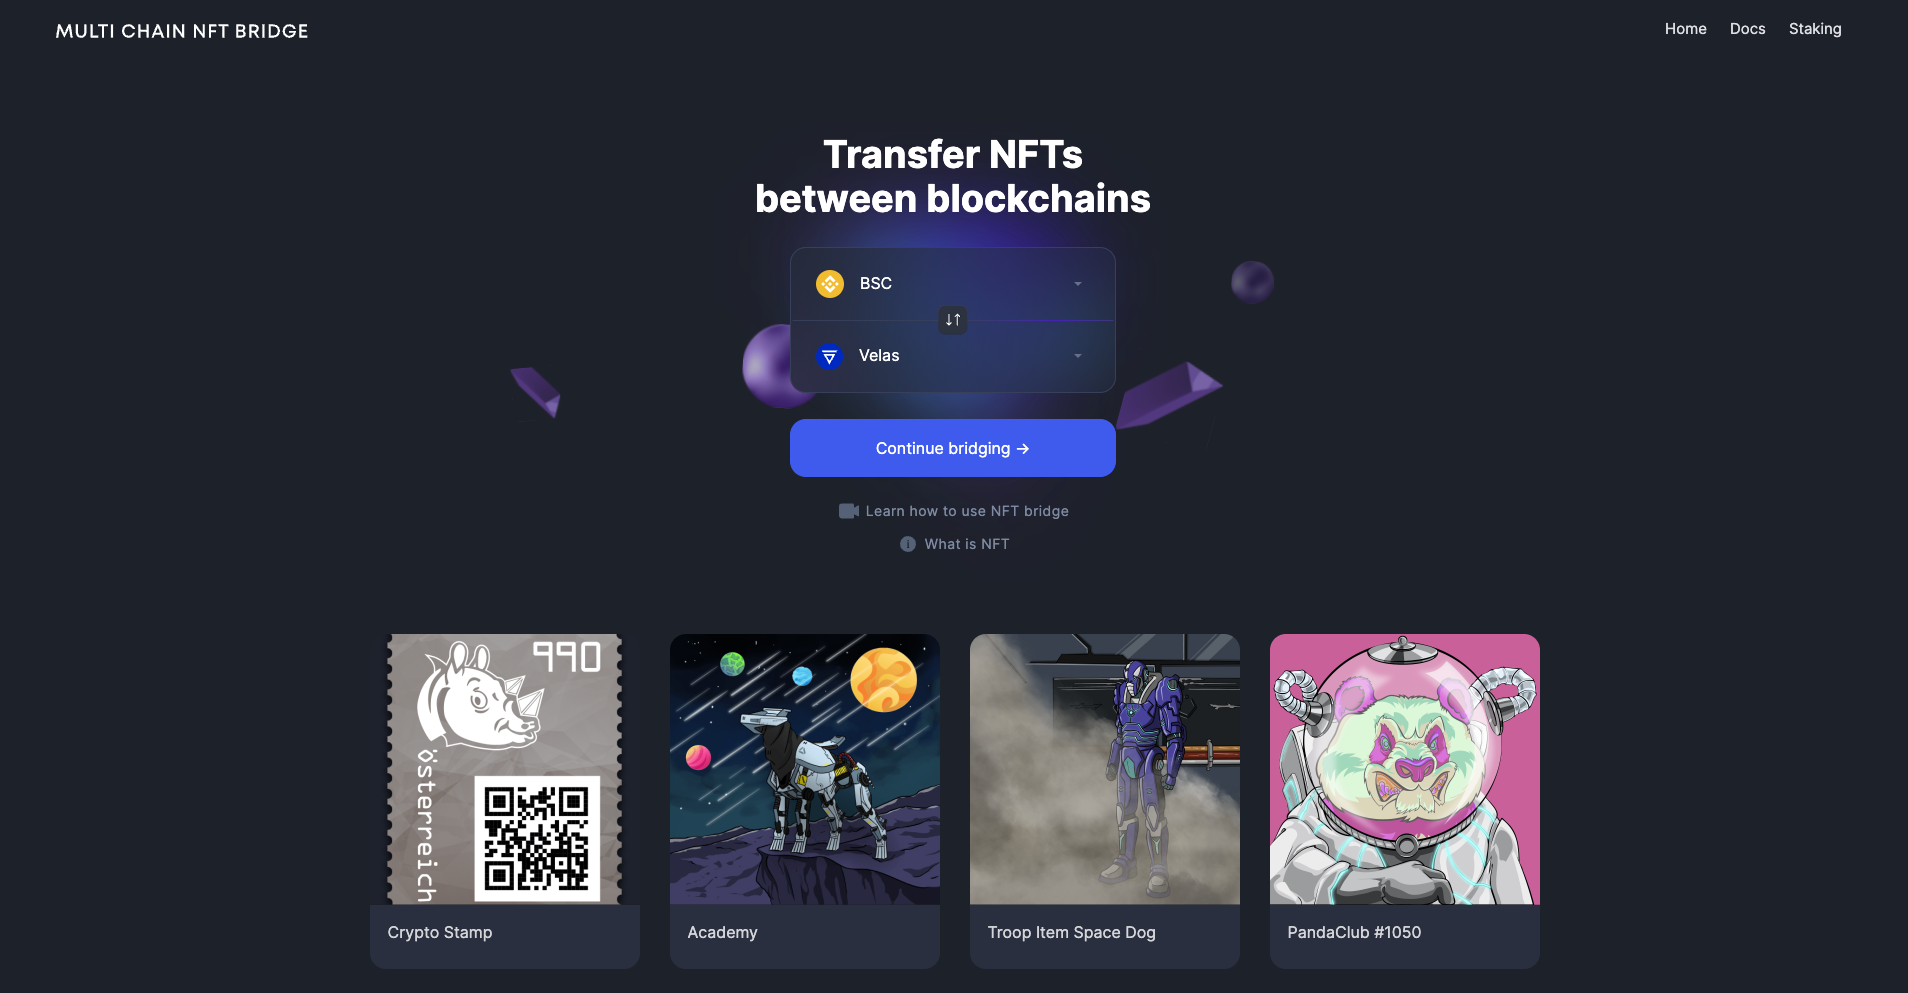 MULTI CHAIN NFT BRIDGE
Home Docs Staking
Transfer NFTs
between blockchains
BSC
Velas
Continue bridging →
Learn how to use NFT bridge
What is NFT
990
österreich
Crypto Stamp
Academy
Troop Item Space Dog
PandaClub #1050